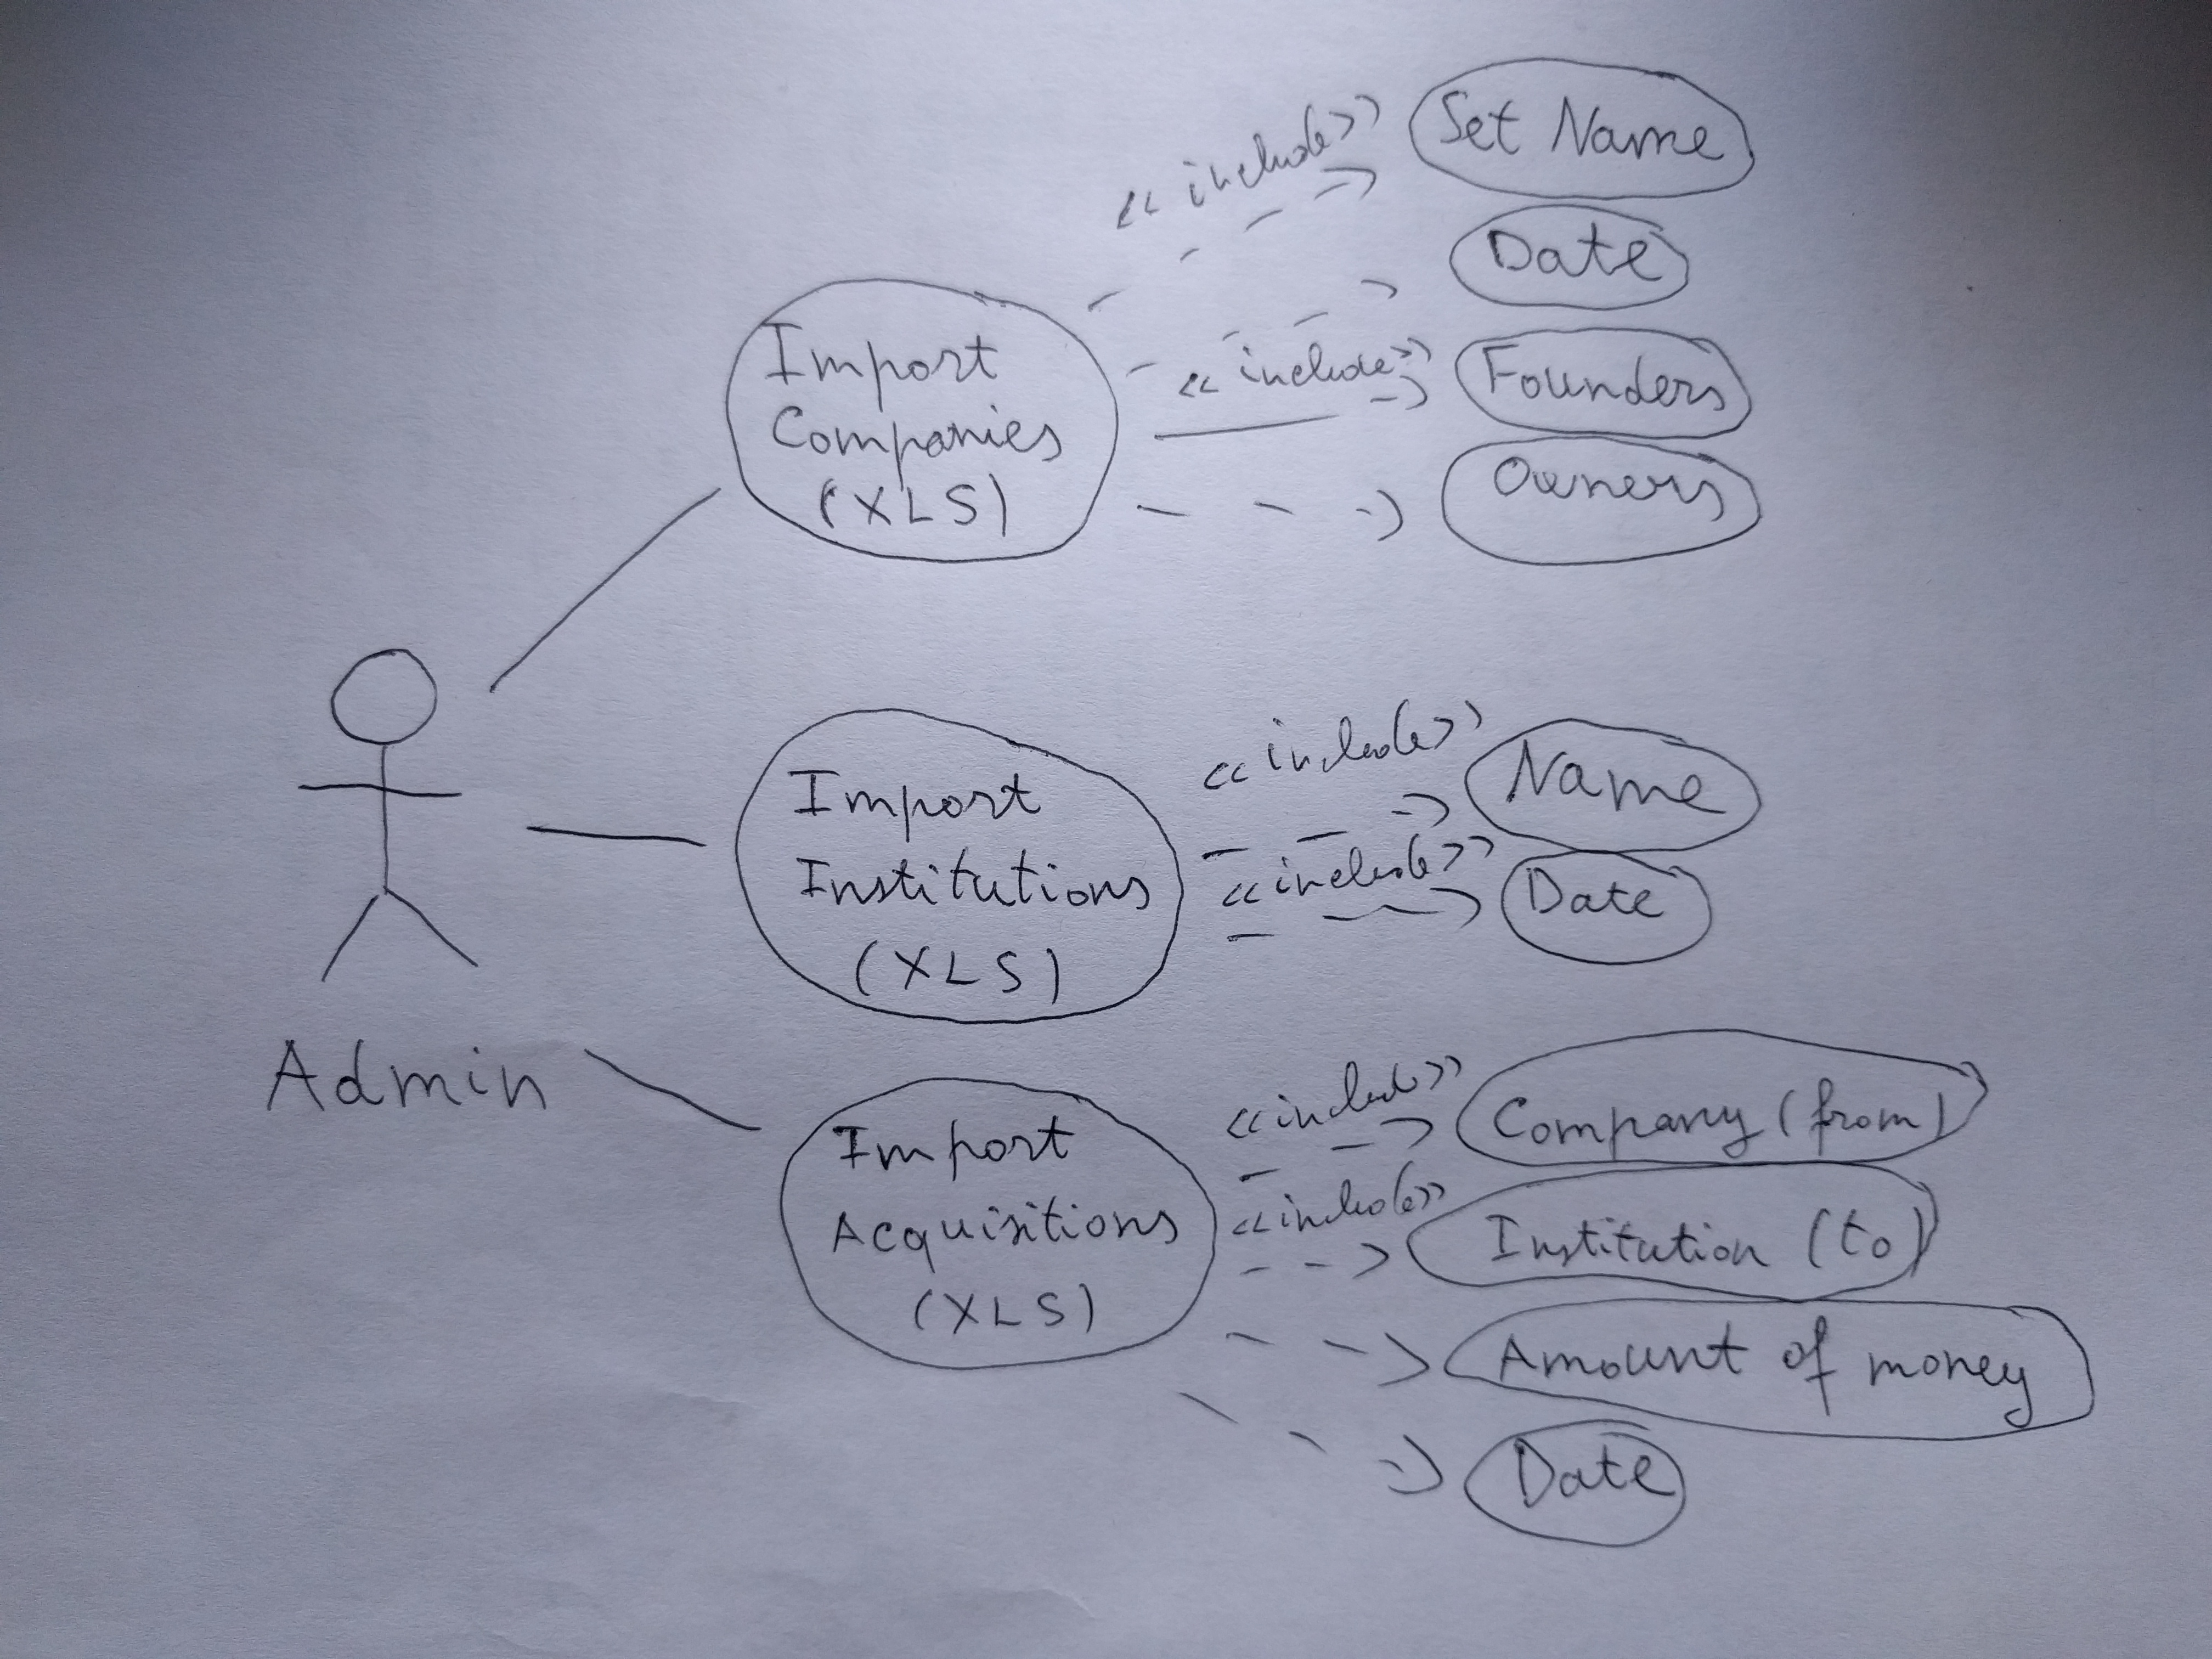 << include >>
Set Name
Date
Import
Companies
(XLS)
<< include >>
Founders
Owners
Import
Institutions
(XLS)
<< include >>
Name
<< include >>
Date
Admin
Import
Acquisitions
(XLS)
<< include >>
Company (from)
<< include >>
Institution (to)
Amount of money
Date